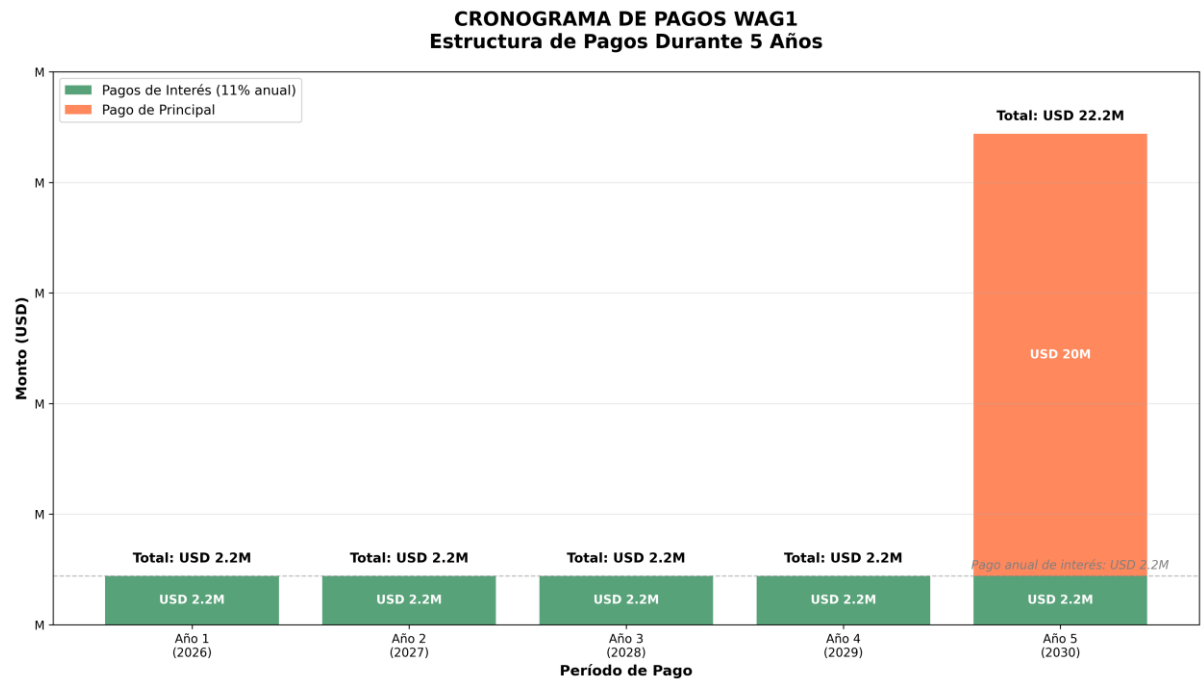 CRONOGRAMA DE PAGOS WAG1
Estructura de Pagos Durante 5 Años
Pagos de Interés (11% anual)
Pago de Principal
Monto (USD)
M
M
M
M
M
M
Total: USD 22.2M
USD 20M
Total: USD 2.2M
Total: USD 2.2M
Total: USD 2.2M
Total: USD 2.2M
Pago anual de interés: USD 2.2M
USD 2.2M
USD 2.2M
USD 2.2M
USD 2.2M
USD 2.2M
Año 1
(2026)
Año 2
(2027)
Año 3
(2028)
Año 4
(2029)
Año 5
(2030)
Período de Pago